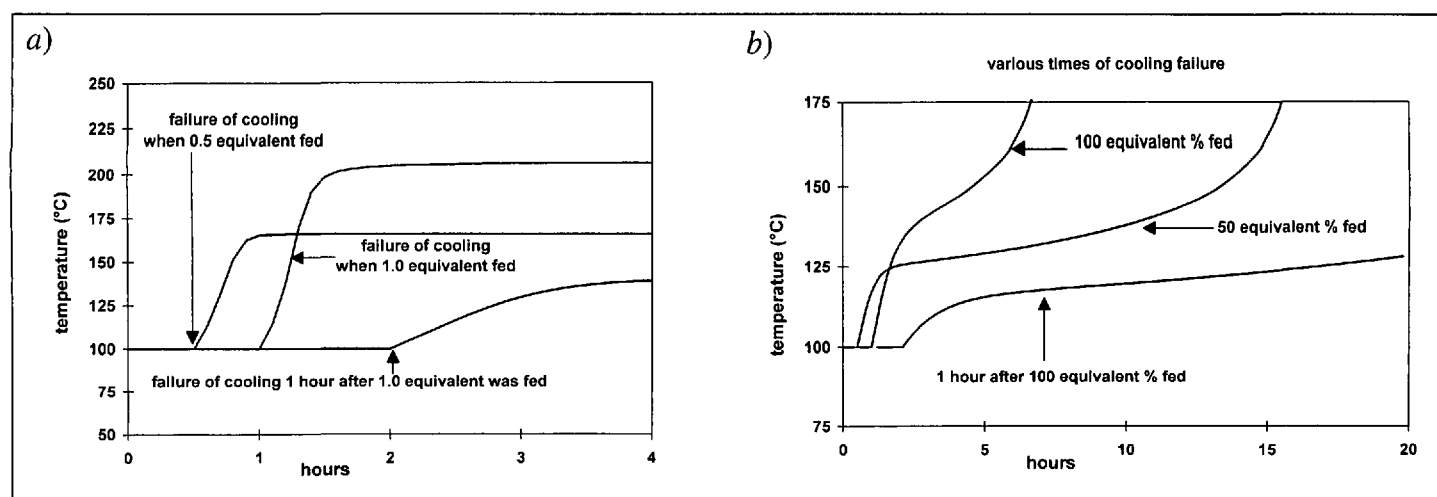 a)
250
225
200
175
150
125
100
75
50
temperature (°C)
failure of cooling
when 0.5 equivalent fed
failure of cooling
when 1.0 equivalent fed
failure of cooling 1 hour after 1.0 equivalent was fed
0
1
2
3
4
hours
b)
various times of cooling failure
175
150
125
100
75
temperature (°C)
100 equivalent % fed
50 equivalent % fed
1 hour after 100 equivalent % fed
0
5
10
15
20
hours